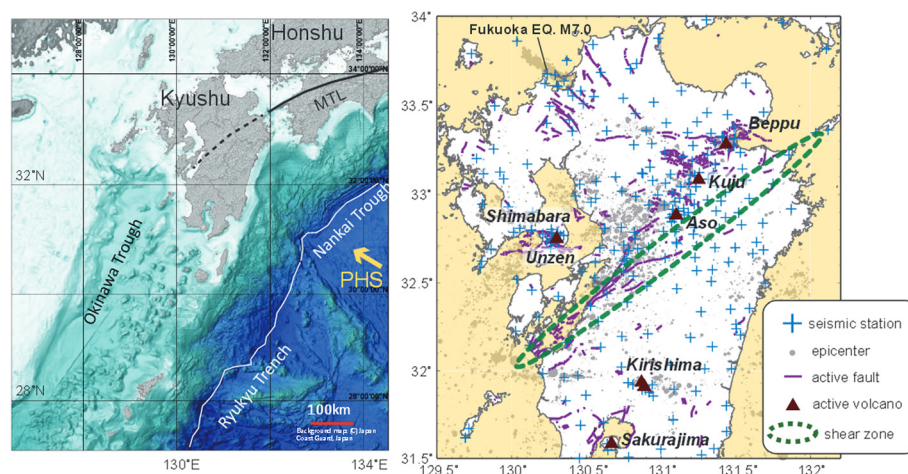 128°00'00"N
130°00'00"N
132°00'00"N
134°00'00"N
Honshu
34°00'00"N
Kyushu
MTL
32°N
32°00'00"N
Okinawa Trough
Nankai Trough
PHS
30°00'00"N
Ryukyu Trench
28°N
28°00'00"N
100km
Background map: (C) Japan
Coast Guard, Japan
130°E
134°E
34°
Fukuoka EQ. M7.0
33.5°
Beppu
33°
Kuju
Shimabara
Aso
Unzen
32.5°
32°
Kirishima
31.5°
Sakurajima
129.5°
130.°
130.5°
131.°
131.5°
132.°
seismic station
epicenter
active fault
active volcano
shear zone